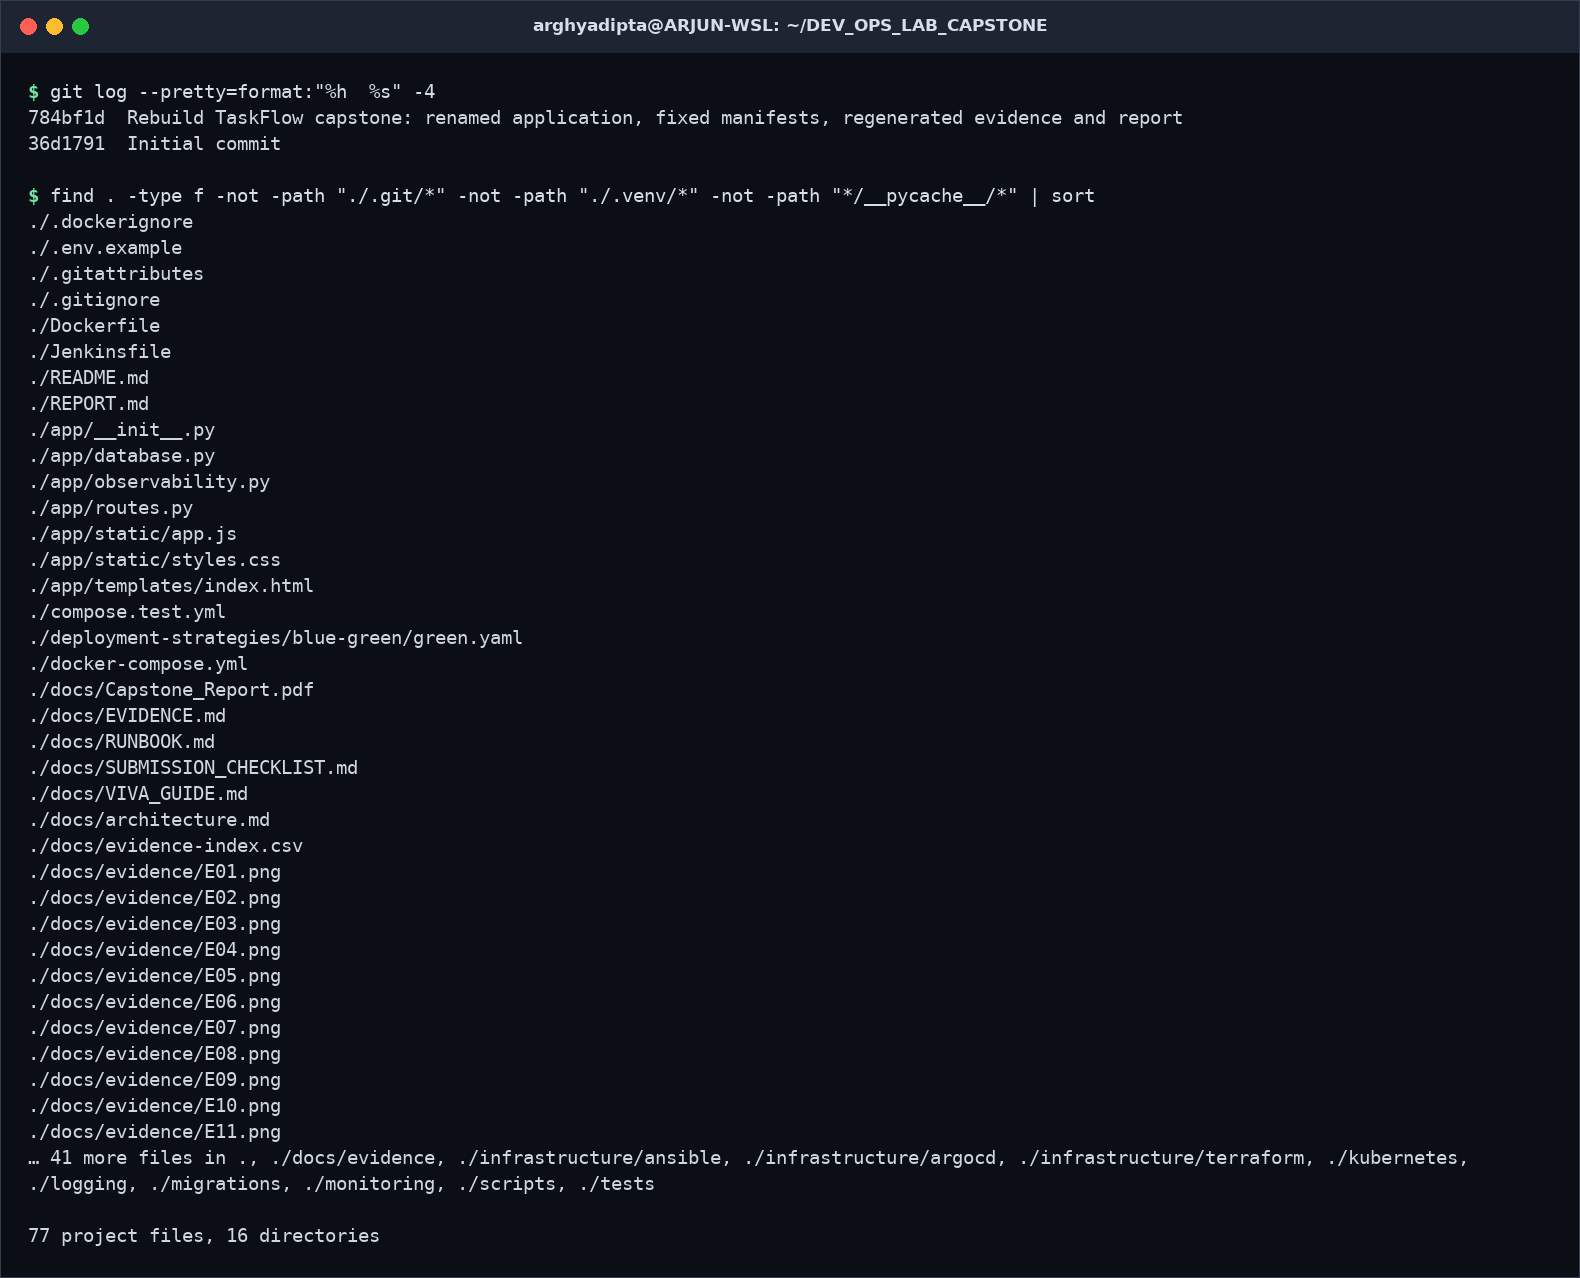 arghyadipta@ARJUN-WSL: ~/DEV_OPS_LAB_CAPSTONE
$ git log --pretty=format:"%h  %s" -4
784bf1d  Rebuild TaskFlow capstone: renamed application, fixed manifests, regenerated evidence and report
36d1791  Initial commit
$ find . -type f -not -path "./.git/*" -not -path "./.venv/*" -not -path "*/__pycache__/*" | sort
./.dockerignore
./.env.example
./.gitattributes
./.gitignore
./Dockerfile
./Jenkinsfile
./README.md
./REPORT.md
./app/__init__.py
./app/database.py
./app/observability.py
./app/routes.py
./app/static/app.js
./app/static/styles.css
./app/templates/index.html
./compose.test.yml
./deployment-strategies/blue-green/green.yaml
./docker-compose.yml
./docs/Capstone_Report.pdf
./docs/EVIDENCE.md
./docs/RUNBOOK.md
./docs/SUBMISSION_CHECKLIST.md
./docs/VIVA_GUIDE.md
./docs/architecture.md
./docs/evidence-index.csv
./docs/evidence/E01.png
./docs/evidence/E02.png
./docs/evidence/E03.png
./docs/evidence/E04.png
./docs/evidence/E05.png
./docs/evidence/E06.png
./docs/evidence/E07.png
./docs/evidence/E08.png
./docs/evidence/E09.png
./docs/evidence/E10.png
./docs/evidence/E11.png
… 41 more files in ., ./docs/evidence, ./infrastructure/ansible, ./infrastructure/argocd, ./infrastructure/terraform, ./kubernetes,
./logging, ./migrations, ./monitoring, ./scripts, ./tests
77 project files, 16 directories